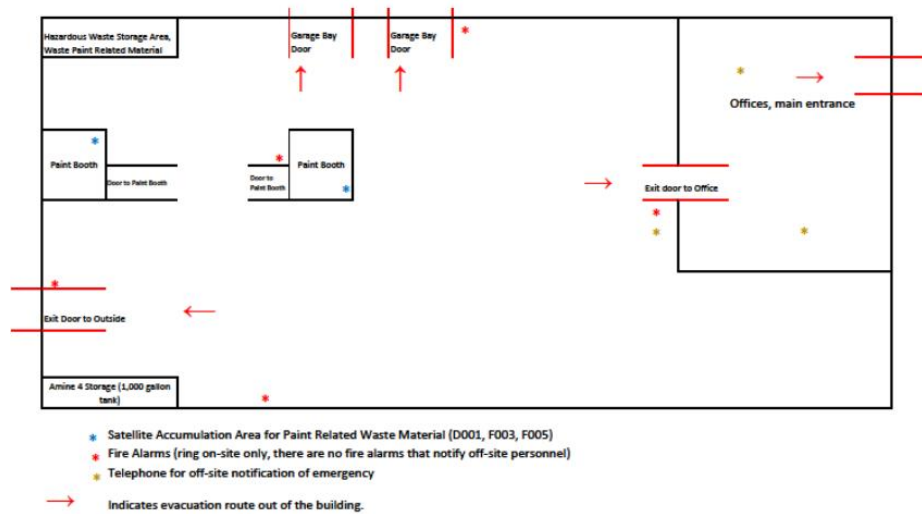 Hazardous Waste Storage Area,
Waste Paint Related Material
Garage Bay
Door
Garage Bay
Door
Offices, main entrance
Paint Booth
Door to Paint Booth
Door to
Paint Booth
Paint Booth
Exit door to Office
Exit Door to Outside
Amine 4 Storage (1,000 gallon
tank)
Satellite Accumulation Area for Paint Related Waste Material (D001, F003, F005)
Fire Alarms (ring on-site only, there are no fire alarms that notify off-site personnel)
Telephone for off-site notification of emergency
Indicates evacuation route out of the building.